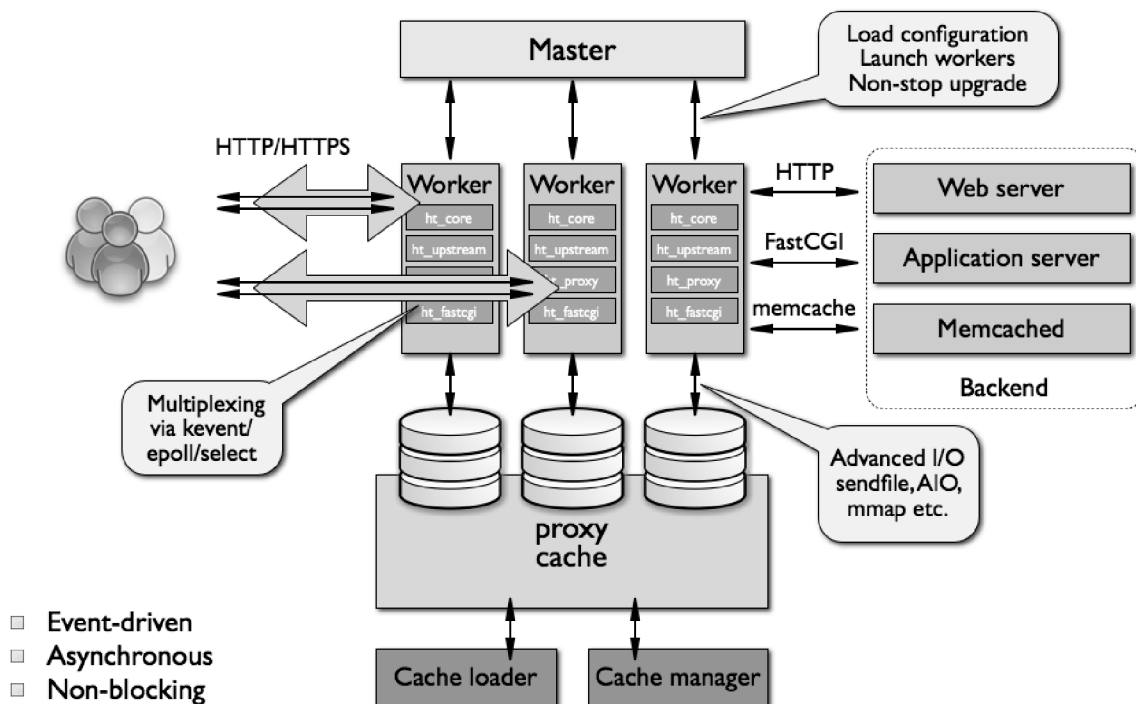 Master
Load configuration
Launch workers
Non-stop upgrade
HTTP/HTTPS
Worker
ht_core
ht_upstream
ht_fastcgi
Worker
ht_core
ht_upstream
ht_proxy
ht_fastcgi
Worker
ht_core
ht_upstream
ht_proxy
ht_fastcgi
HTTP
FastCGI
memcache
Web server
Application server
Memcached
Backend
Multiplexing
via kevent/
epoll/select
Advanced I/O
sendfile, AIO,
mmap etc.
proxy
cache
Cache loader
Cache manager
Event-driven
Asynchronous
Non-blocking